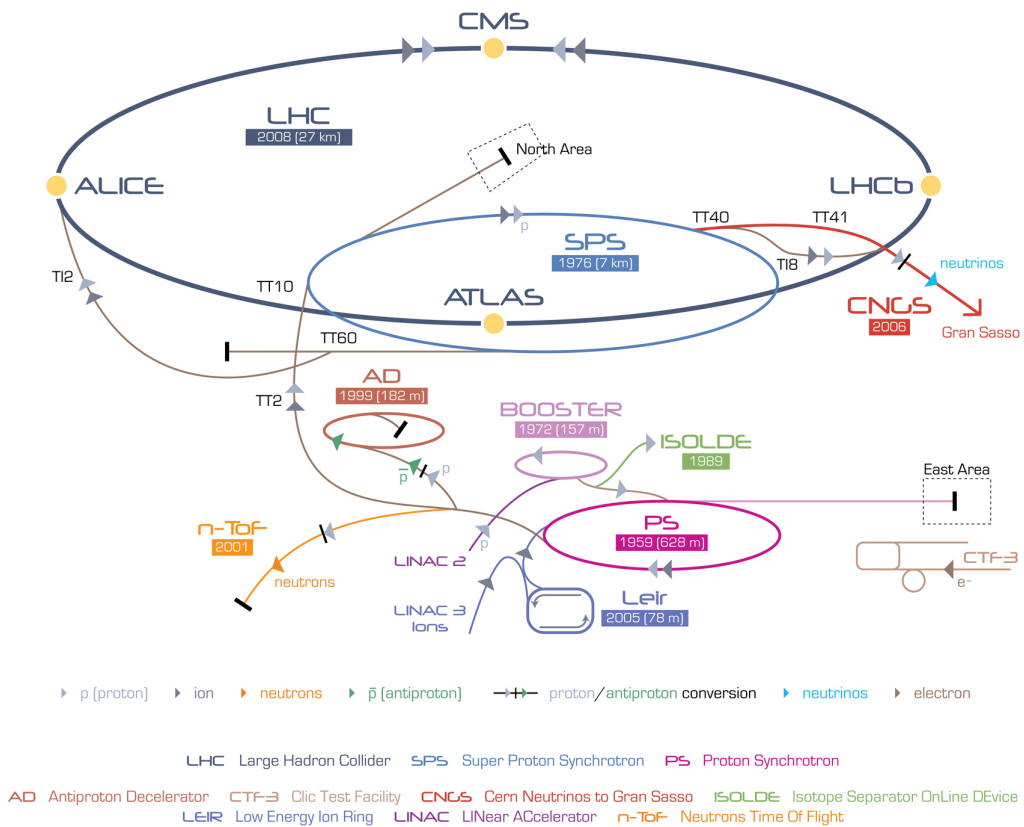 CMS
LHC
2008 (27 km)
North Area
ALICE
LHCb
TT40
TT41
p
SPS
1976 (7 km)
TI8
neutrinos
TI2
TT10
ATLAS
CNGS
2006
Gran Sasso
TT60
AD
1999 (182 m)
TT2
BOOSTER
1972 (157 m)
ISOLDE
1989
East Area
p̅
p
n-ToF
2001
neutrons
LINAC 2
p
PS
1959 (628 m)
CTF-3
e-
LINAC 3
Ions
Leir
2005 (78 m)
p (proton)
ion
neutrons
p̅ (antiproton)
proton/antiproton conversion
neutrinos
electron
LHC Large Hadron Collider SPS Super Proton Synchrotron PS Proton Synchrotron
AD Antiproton Decelerator CTF-3 Clic Test Facility CNGS Cern Neutrinos to Gran Sasso ISOLDE Isotope Separator OnLine DEvice
LEIR Low Energy Ion Ring LINAC LINear ACcelerator n-ToF Neutrons Time Of Flight